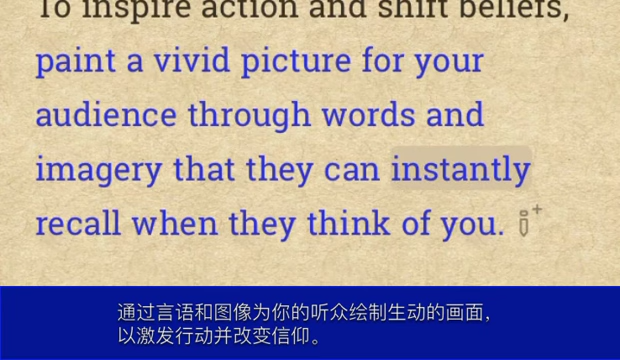 To inspire action and shift beliefs,
paint a vivid picture for your
audience through words and
imagery that they can instantly
recall when they think of you.
通过言语和图像为你的听众绘制生动的画面，
以激发行动并改变信仰。